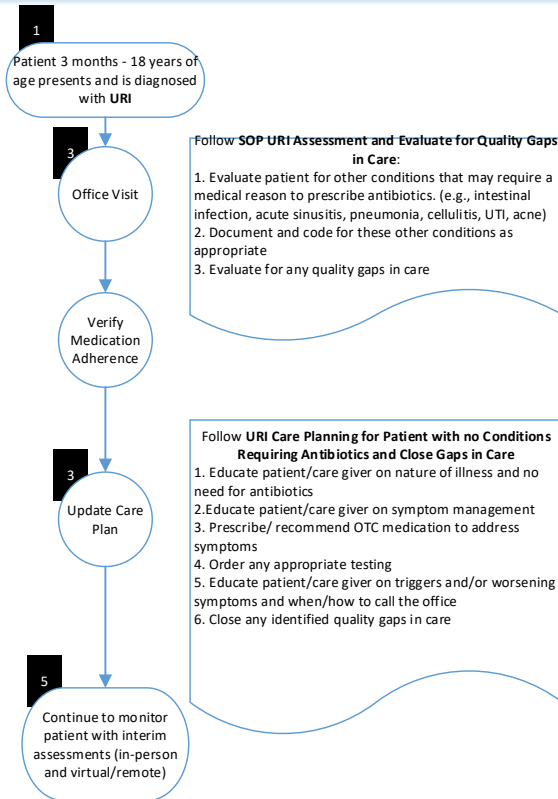 1
Patient 3 months - 18 years of
age presents and is diagnosed
with URI
3
Office Visit
Follow SOP URI Assessment and Evaluate for Quality Gaps
in Care:
1. Evaluate patient for other conditions that may require a
medical reason to prescribe antibiotics. (e.g., intestinal
infection, acute sinusitis, pneumonia, cellulitis, UTI, acne)
2. Document and code for these other conditions as
appropriate
3. Evaluate for any quality gaps in care
Verify
Medication
Adherence
3
Update Care
Plan
Follow URI Care Planning for Patient with no Conditions
Requiring Antibiotics and Close Gaps in Care
1. Educate patient/care giver on nature of illness and no
need for antibiotics
2.Educate patient/care giver on symptom management
3. Prescribe/ recommend OTC medication to address
symptoms
4. Order any appropriate testing
5. Educate patient/care giver on triggers and/or worsening
symptoms and when/how to call the office
6. Close any identified quality gaps in care
5
Continue to monitor
patient with interim
assessments (in-person
and virtual/remote)